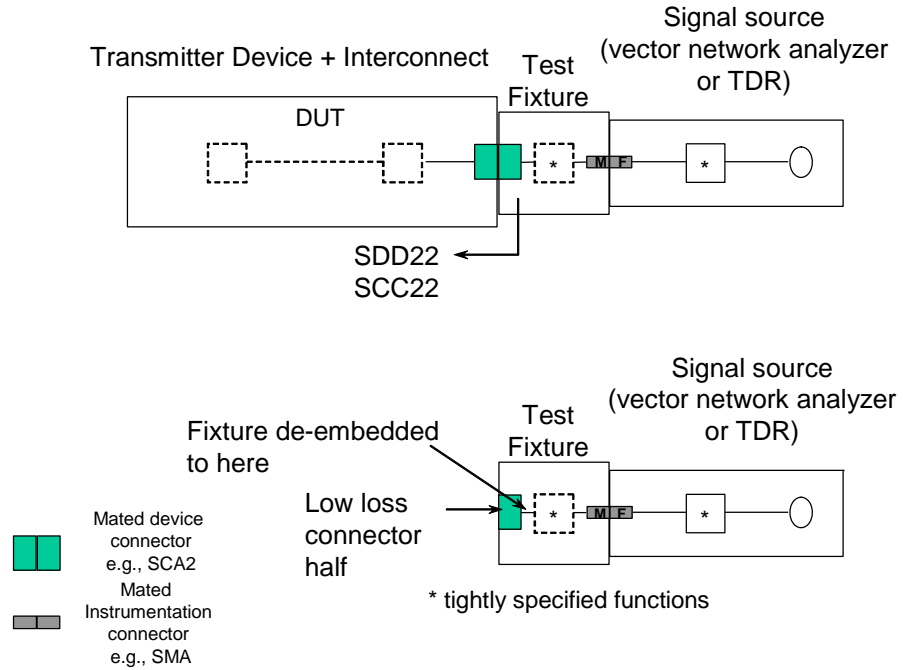 Signal source
(vector network analyzer
or TDR)
Transmitter Device + Interconnect
Test
Fixture
DUT
*
M F
*
SDD22
SCC22
Signal source
(vector network analyzer
or TDR)
Test
Fixture
Fixture de-embedded
to here
*
M F
*
Low loss
connector
half
Mated device
connector
e.g., SCA2
* tightly specified functions
Mated
Instrumentation
connector
e.g., SMA